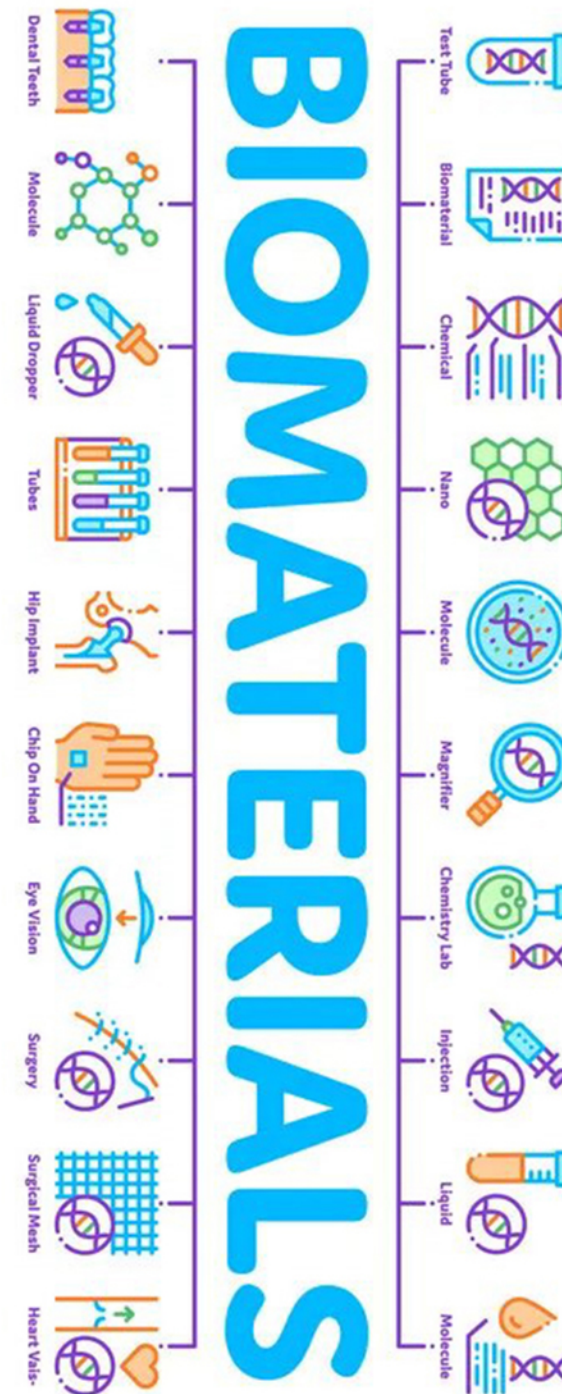 Test Tube
Biomaterial
Chemical
Nano
Molecule
Magnifier
Chemistry Lab
Injection
Liquid
Molecule
BIOMATERIALS
Dental Teeth
Molecule
Liquid Dropper
Tubes
Hip Implant
Chip On Hand
Eye Vision
Surgery
Surgical Mesh
Heart Vais-